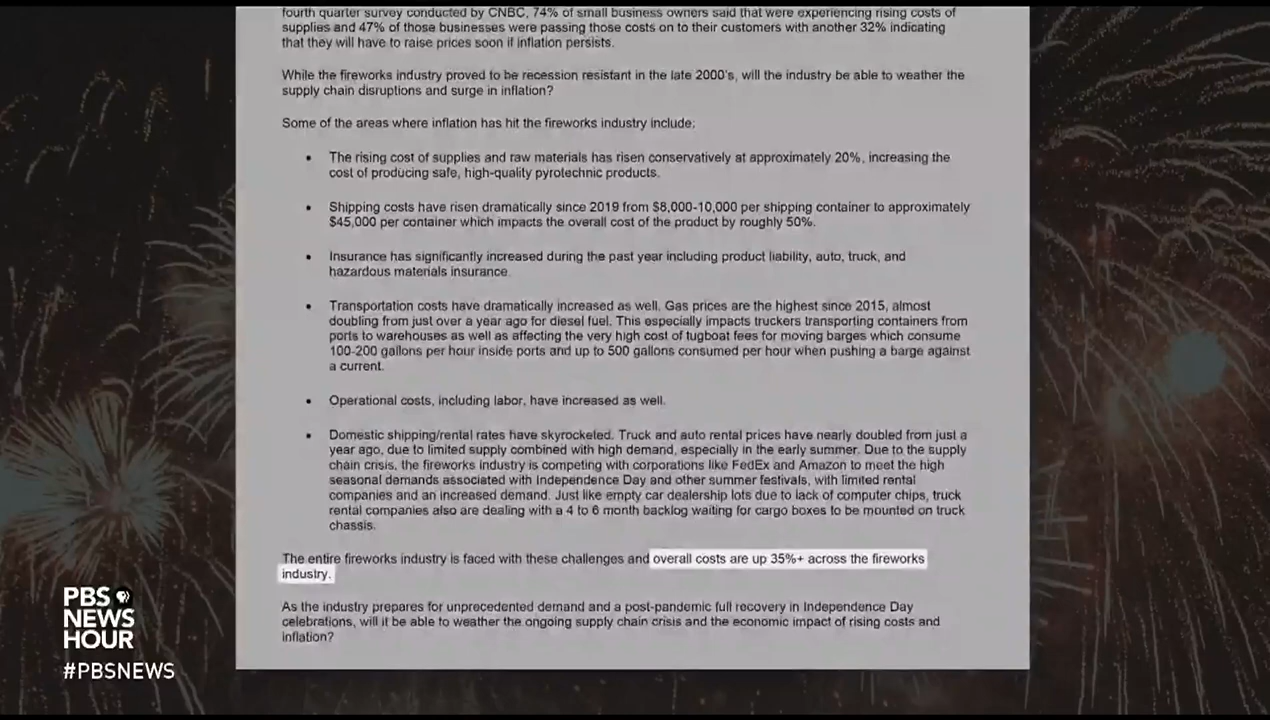 fourth quarter survey conducted by CNBC, 74% of small business owners said that were experiencing rising costs of
supplies and 47% of those businesses were passing those costs on to their customers with another 32% indicating
that they will have to raise prices soon if inflation persists.
While the fireworks industry proved to be recession resistant in the late 2000's, will the industry be able to weather the
supply chain disruptions and surge in inflation?
Some of the areas where inflation has hit the fireworks industry include:
• The rising cost of supplies and raw materials has risen conservatively at approximately 20%, increasing the
cost of producing safe, high-quality pyrotechnic products.
• Shipping costs have risen dramatically since 2019 from $8,000-10,000 per shipping container to approximately
$45,000 per container which impacts the overall cost of the product by roughly 50%.
• Insurance has significantly increased during the past year including product liability, auto, truck, and
hazardous materials insurance.
• Transportation costs have dramatically increased as well. Gas prices are the highest since 2015, almost
doubling from just over a year ago for diesel fuel. This especially impacts truckers transporting containers from
ports to warehouses as well as affecting the very high cost of tugboat fees for moving barges which consume
100-200 gallons per hour inside ports and up to 500 gallons consumed per hour when pushing a barge against
a current.
• Operational costs, including labor, have increased as well.
• Domestic shipping/rental rates have skyrocketed. Truck and auto rental prices have nearly doubled from just a
year ago, due to limited supply combined with high demand, especially in the early summer. Due to the supply
chain crisis, the fireworks industry is competing with corporations like FedEx and Amazon to meet the high
seasonal demands associated with Independence Day and other summer festivals, with limited rental
companies and an increased demand. Just like empty car dealership lots due to lack of computer chips, truck
rental companies also are dealing with a 4 to 6 month backlog waiting for cargo boxes to be mounted on truck
chassis.
The entire fireworks industry is faced with these challenges and overall costs are up 35%+ across the fireworks
industry.
As the industry prepares for unprecedented demand and a post-pandemic full recovery in Independence Day
celebrations, will it be able to weather the ongoing supply chain crisis and the economic impact of rising costs and
inflation?
PBS
NEWS
HOUR
#PBSNEWS